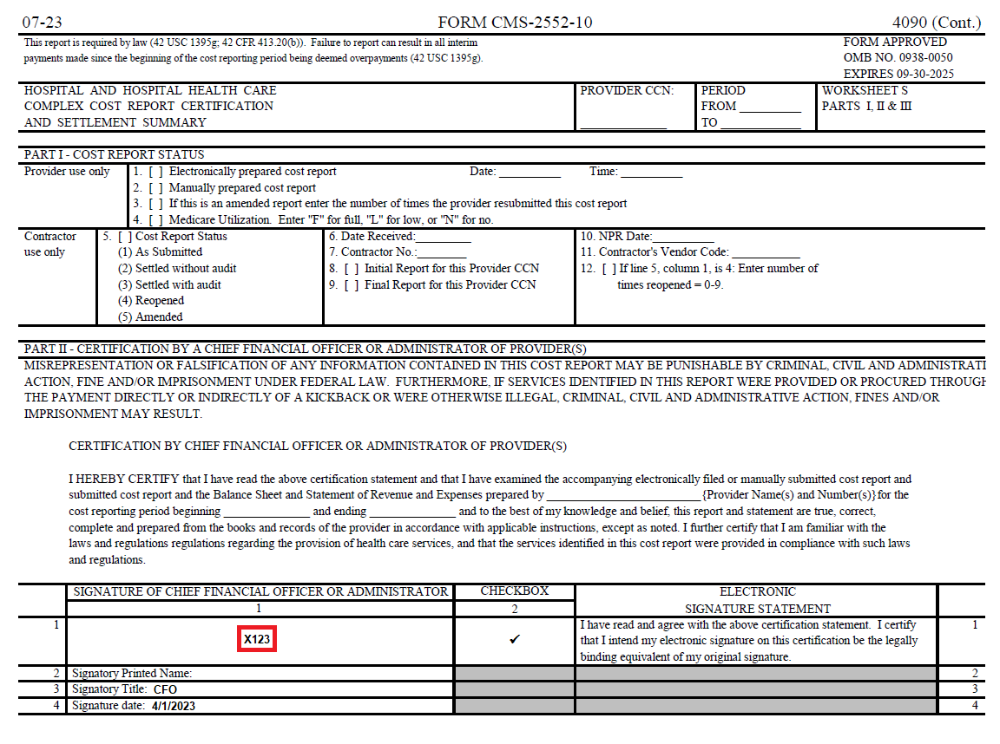 07-23 FORM CMS-2552-10 4090 (Cont.)
This report is required by law (42 USC 1395g; 42 CFR 413.20(b)). Failure to report can result in all interim FORM APPROVED
payments made since the beginning of the cost reporting period being deemed overpayments (42 USC 1395g). OMB NO. 0938-0050
EXPIRES 09-30-2025
HOSPITAL AND HOSPITAL HEALTH CARE PROVIDER CCN: PERIOD WORKSHEET S
COMPLEX COST REPORT CERTIFICATION FROM __________ PARTS I, II & III
AND SETTLEMENT SUMMARY ______________ TO _____________
PART I - COST REPORT STATUS
Provider use only 1. [ ] Electronically prepared cost report Date: __________ Time: __________
2. [ ] Manually prepared cost report
3. [ ] If this is an amended report enter the number of times the provider resubmitted this cost report
4. [ ] Medicare Utilization. Enter "F" for full, "L" for low, or "N" for no.
Contractor 5. [ ] Cost Report Status 6. Date Received:_________ 10. NPR Date:__________
use only (1) As Submitted 7. Contractor No.:________ 11. Contractor's Vendor Code: ___________
(2) Settled without audit 8. [ ] Initial Report for this Provider CCN 12. [ ] If line 5, column 1, is 4: Enter number of
(3) Settled with audit 9. [ ] Final Report for this Provider CCN times reopened = 0-9.
(4) Reopened
(5) Amended
PART II - CERTIFICATION BY A CHIEF FINANCIAL OFFICER OR ADMINISTRATOR OF PROVIDER(S)
MISREPRESENTATION OR FALSIFICATION OF ANY INFORMATION CONTAINED IN THIS COST REPORT MAY BE PUNISHABLE BY CRIMINAL, CIVIL AND ADMINISTRATI
ACTION, FINE AND/OR IMPRISONMENT UNDER FEDERAL LAW. FURTHERMORE, IF SERVICES IDENTIFIED IN THIS REPORT WERE PROVIDED OR PROCURED THROUGH
THE PAYMENT DIRECTLY OR INDIRECTLY OF A KICKBACK OR WERE OTHERWISE ILLEGAL, CRIMINAL, CIVIL AND ADMINISTRATIVE ACTION, FINES AND/OR
IMPRISONMENT MAY RESULT.
CERTIFICATION BY CHIEF FINANCIAL OFFICER OR ADMINISTRATOR OF PROVIDER(S)
I HEREBY CERTIFY that I have read the above certification statement and that I have examined the accompanying electronically filed or manually submitted cost report and
submitted cost report and the Balance Sheet and Statement of Revenue and Expenses prepared by _________________________{Provider Name(s) and Number(s)}for the
cost reporting period beginning ______________ and ending ______________ and to the best of my knowledge and belief, this report and statement are true, correct,
complete and prepared from the books and records of the provider in accordance with applicable instructions, except as noted. I further certify that I am familiar with the
laws and regulations regulations regarding the provision of health care services, and that the services identified in this cost report were provided in compliance with such laws
and regulations.
SIGNATURE OF CHIEF FINANCIAL OFFICER OR ADMINISTRATOR CHECKBOX ELECTRONIC
1 2 SIGNATURE STATEMENT
1 I have read and agree with the above certification statement. I certify 1
X123 ✔ that I intend my electronic signature on this certification be the legally
binding equivalent of my original signature.
2 Signatory Printed Name: 2
3 Signatory Title: CFO 3
4 Signature date: 4/1/2023 4